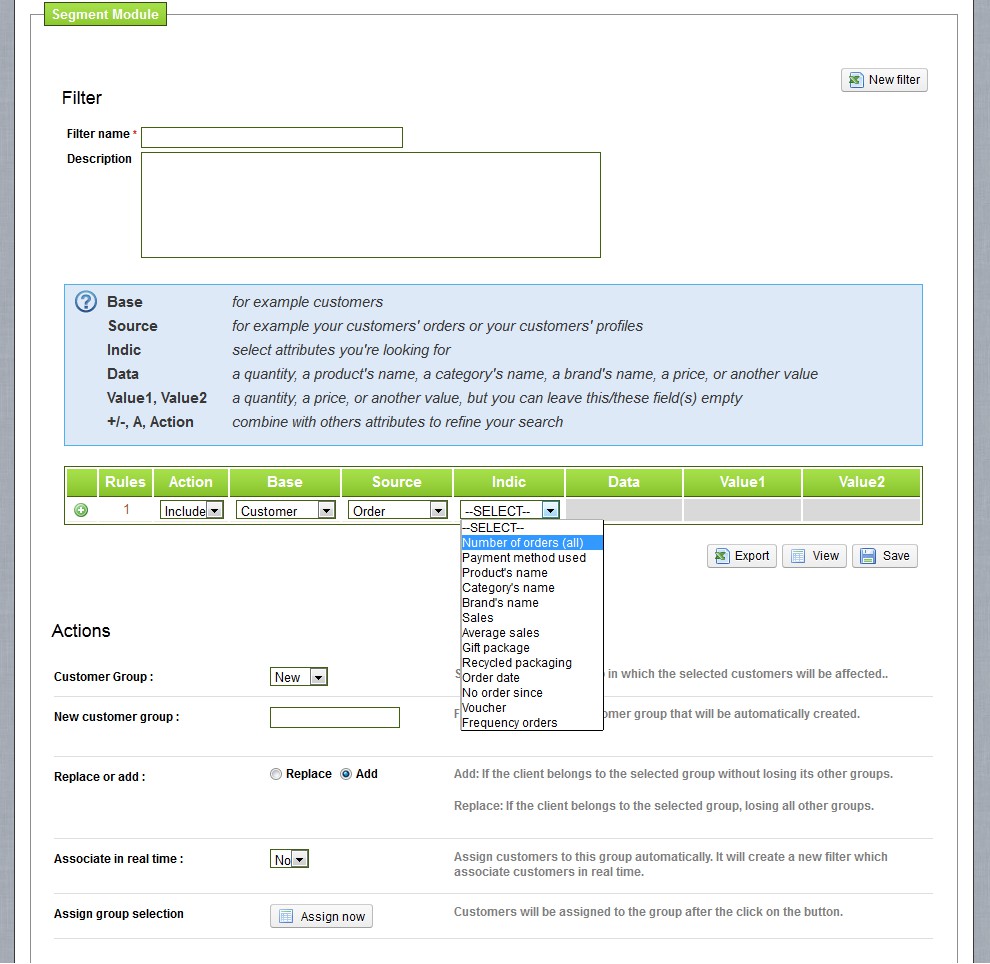 Segment Module
New filter
Filter
Filter name *
Description
? Base for example customers
Source for example your customers' orders or your customers' profiles
Indic select attributes you're looking for
Data a quantity, a product's name, a category's name, a brand's name, a price, or another value
Value1, Value2 a quantity, a price, or another value, but you can leave this/these field(s) empty
+/-, A, Action combine with others attributes to refine your search
Rules Action Base Source Indic Data Value1 Value2
1 Include Customer Order --SELECT--
--SELECT--
Number of orders (all)
Payment method used
Product's name
Category's name
Brand's name
Sales
Average sales
Gift package
Recycled packaging
Order date
No order since
Voucher
Frequency orders
Export View Save
Actions
Customer Group : New in which the selected customers will be affected..
New customer group : omer group that will be automatically created.
Replace or add : Replace Add Add: If the client belongs to the selected group without losing its other groups.
Replace: If the client belongs to the selected group, losing all other groups.
Associate in real time : No Assign customers to this group automatically. It will create a new filter which
associate customers in real time.
Assign group selection Assign now Customers will be assigned to the group after the click on the button.